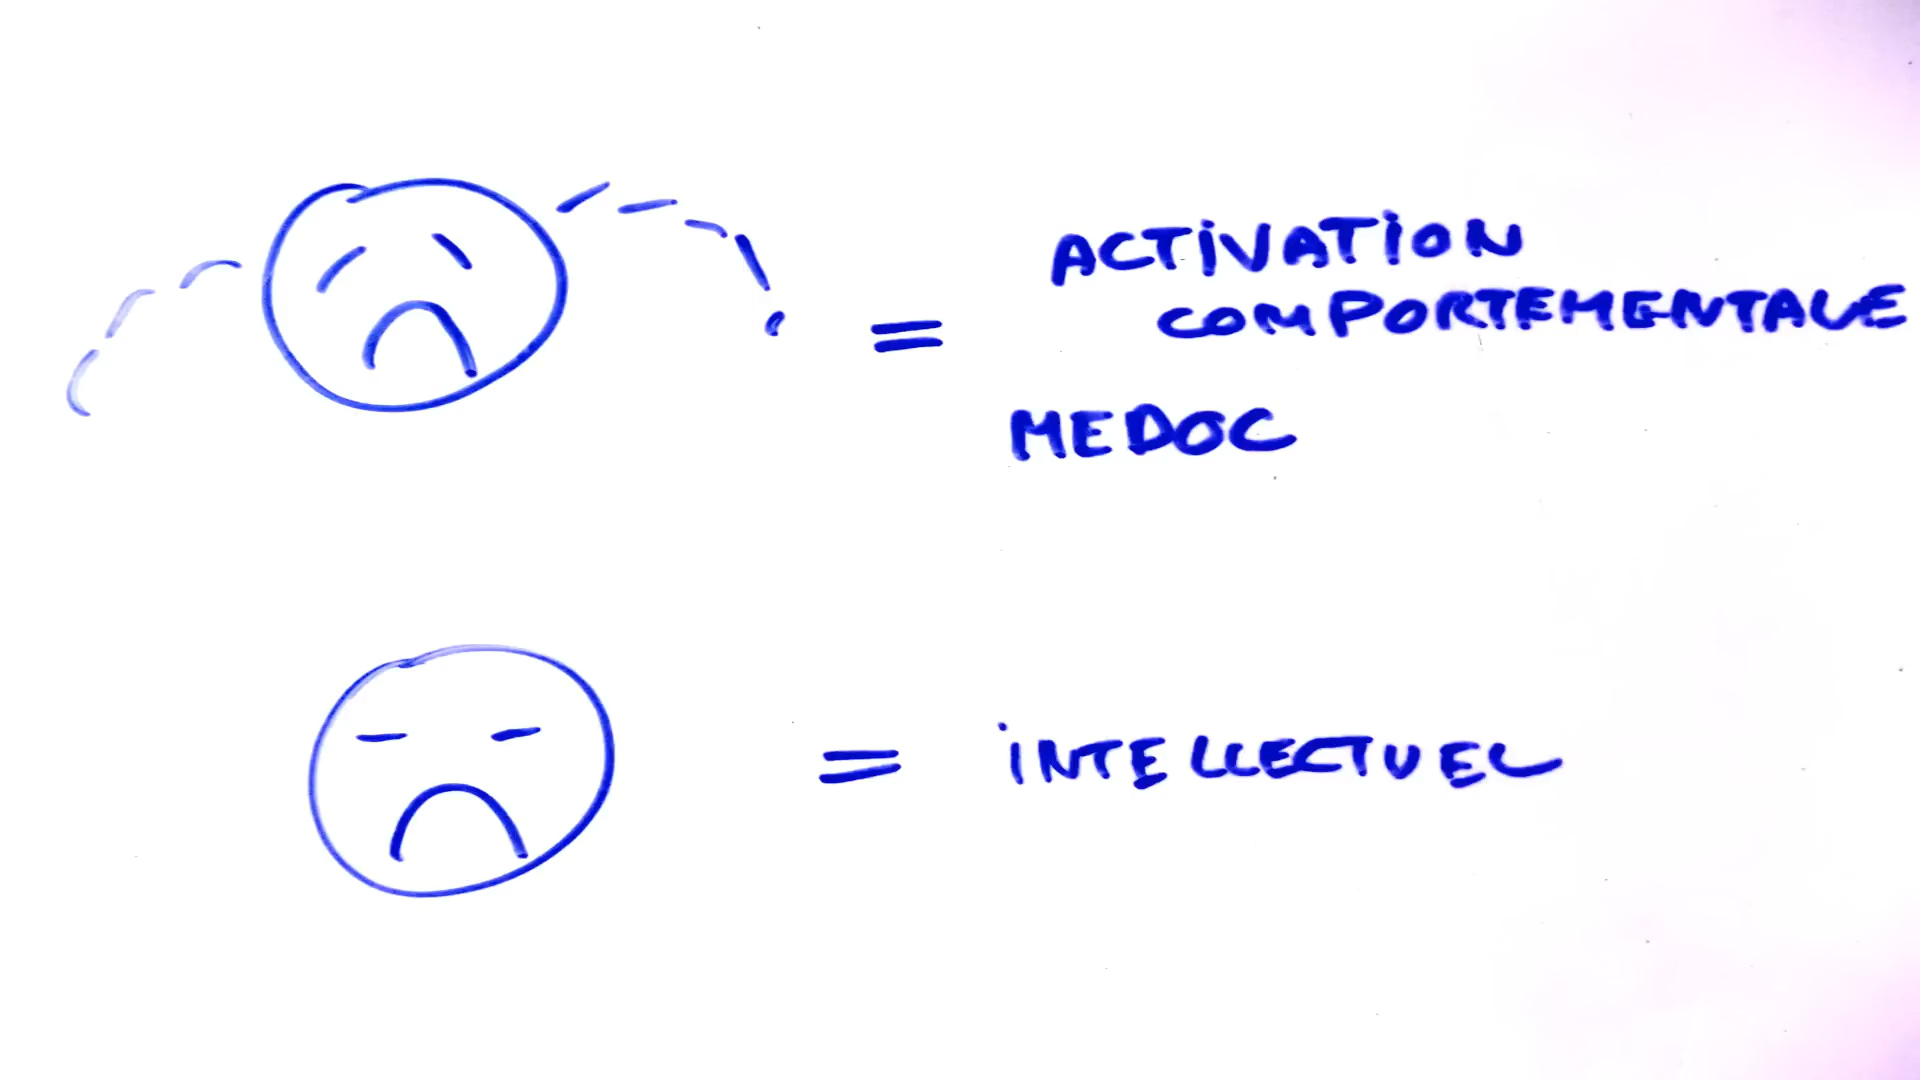 = ACTIVATION
COMPORTEMENTALE
MEDOC
= INTELLECTUEL